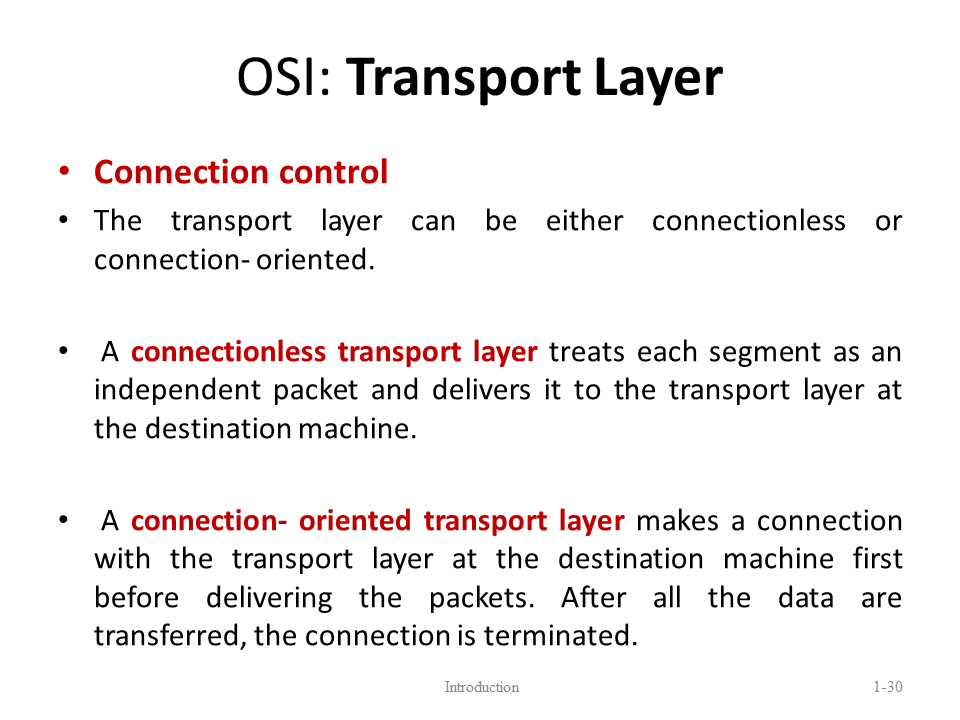 OSI: Transport Layer
• Connection control
• The transport layer can be either connectionless or
connection- oriented.
• A connectionless transport layer treats each segment as an
independent packet and delivers it to the transport layer at
the destination machine.
• A connection- oriented transport layer makes a connection
with the transport layer at the destination machine first
before delivering the packets. After all the data are
transferred, the connection is terminated.
Introduction
1-30